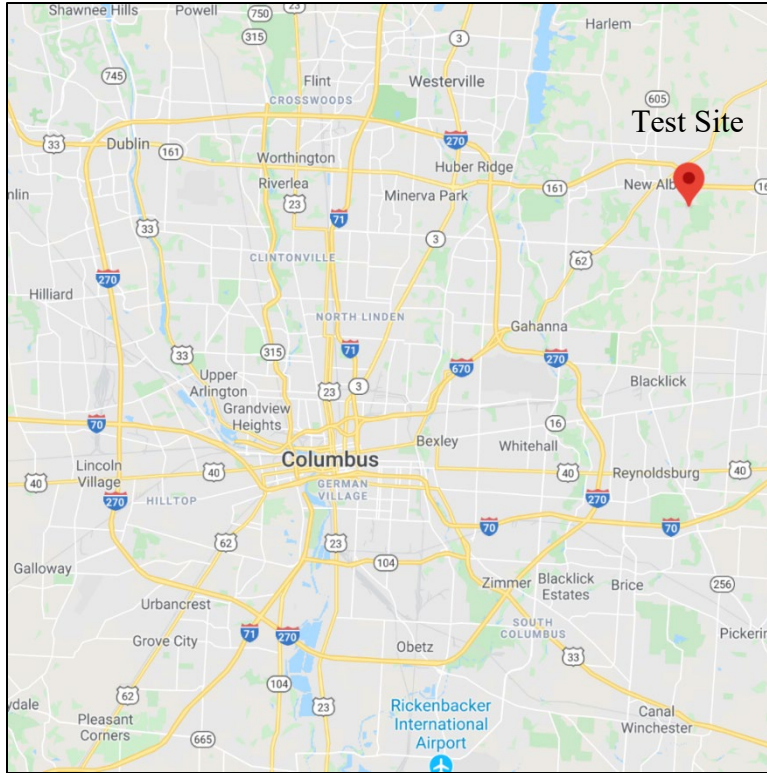 Shawnee Hills
Powell
23
750
315
3
Harlem
745
Flint
Westerville
605
CROSSWOODS
Test Site
33
Dublin
270
161
Worthington
Huber Ridge
Riverlea
161
New Alb
16
mlin
23
Minerva Park
71
33
3
CLINTONVILLE
62
270
Hilliard
NORTH LINDEN
Gahanna
315
71
270
33
670
Upper
Arlington
23
3
Blacklick
Grandview
Heights
16
70
Bexley
Whitehall
Columbus
Lincoln
Village
40
40
40
Reynoldsburg
40
GERMAN
VILLAGE
270
HILLTOP
270
70
70
62
23
104
Galloway
Zimmer
Blacklick
Estates
Brice
256
Urbancrest
SOUTH
COLUMBUS
71
270
Grove City
Obetz
Pickerin
33
104
62
23
rydale
Rickenbacker
International
Airport
Canal
Winchester
Pleasant
Corners
665